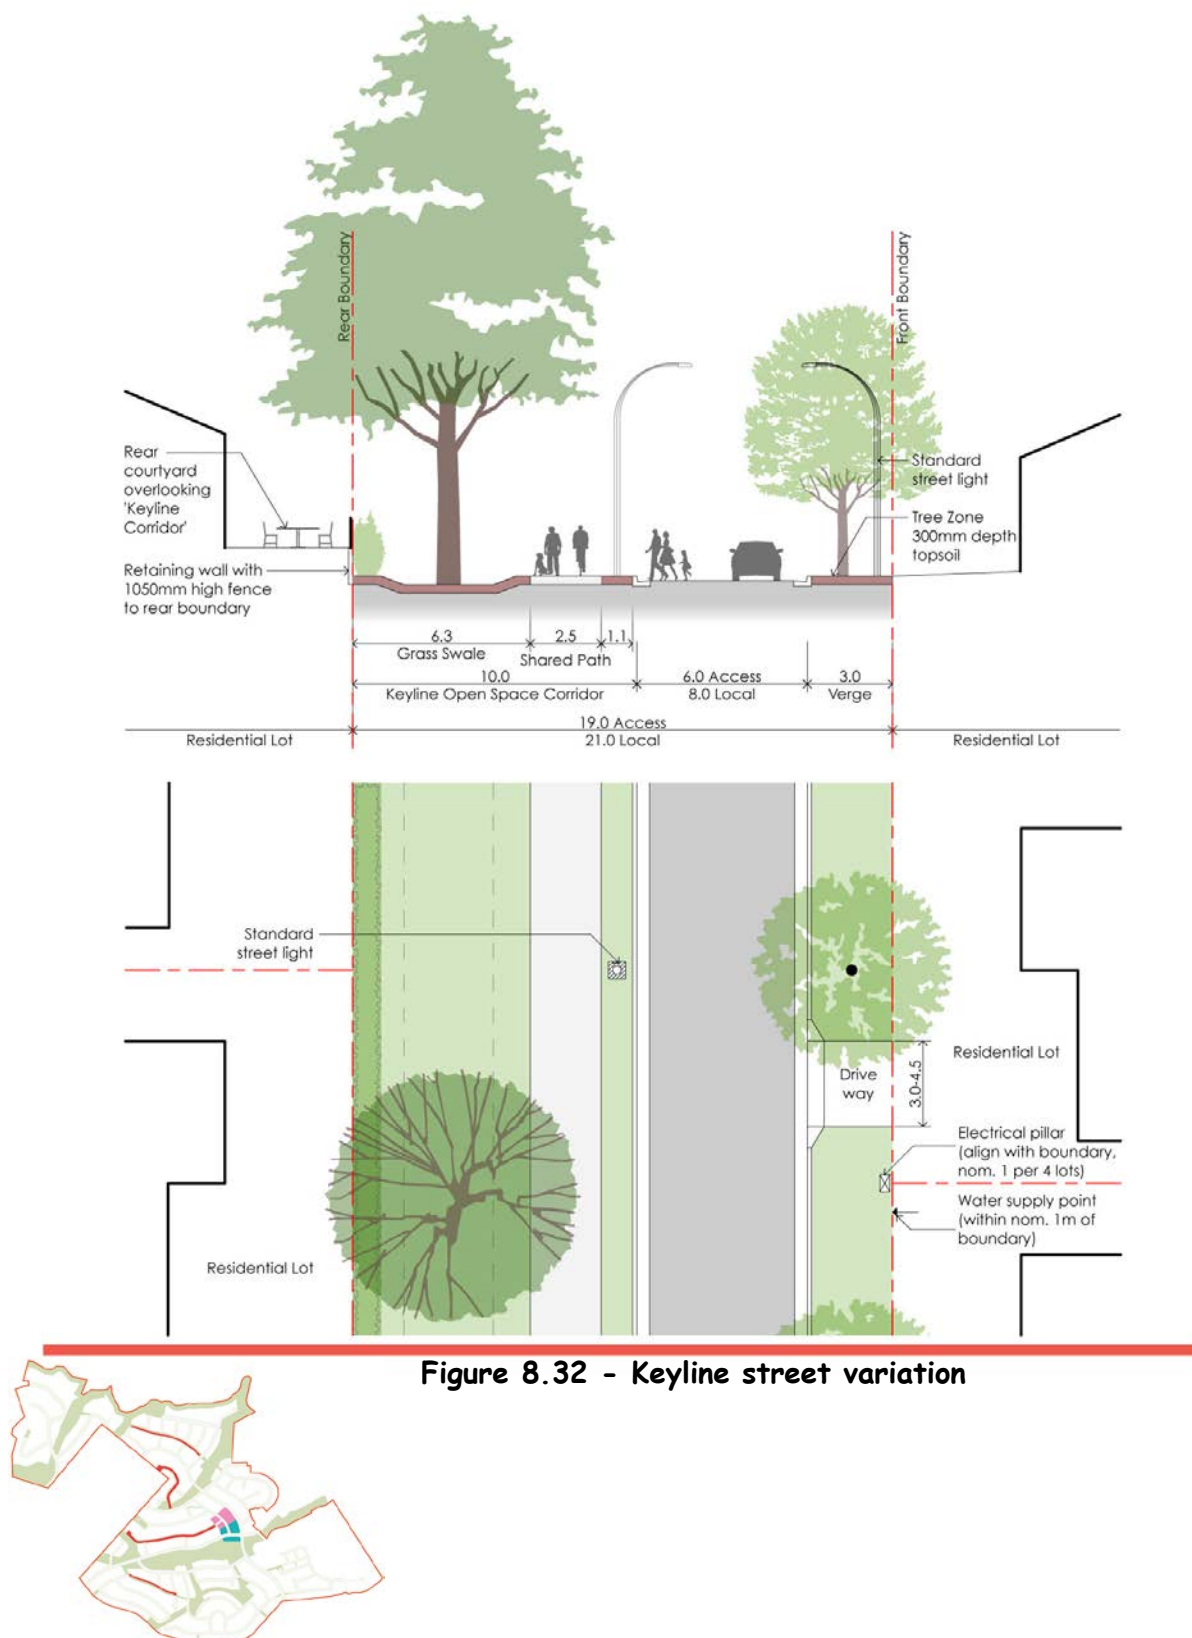 Rear Boundary
Front Boundary
Rear
courtyard
overlooking
'Keyline
Corridor'
Retaining wall with
1050mm high fence
to rear boundary
Standard
street light
Tree Zone
300mm depth
topsoil
6.3
Grass Swale
2.5
Shared Path
1.1
10.0
Keyline Open Space Corridor
6.0 Access
8.0 Local
3.0
Verge
19.0 Access
21.0 Local
Residential Lot
Residential Lot
Standard
street light
Residential Lot
Drive
way
3.0-4.5
Electrical pillar
(align with boundary,
nom. 1 per 4 lots)
Water supply point
(within nom. 1m of
boundary)
Residential Lot
Figure 8.32 - Keyline street variation